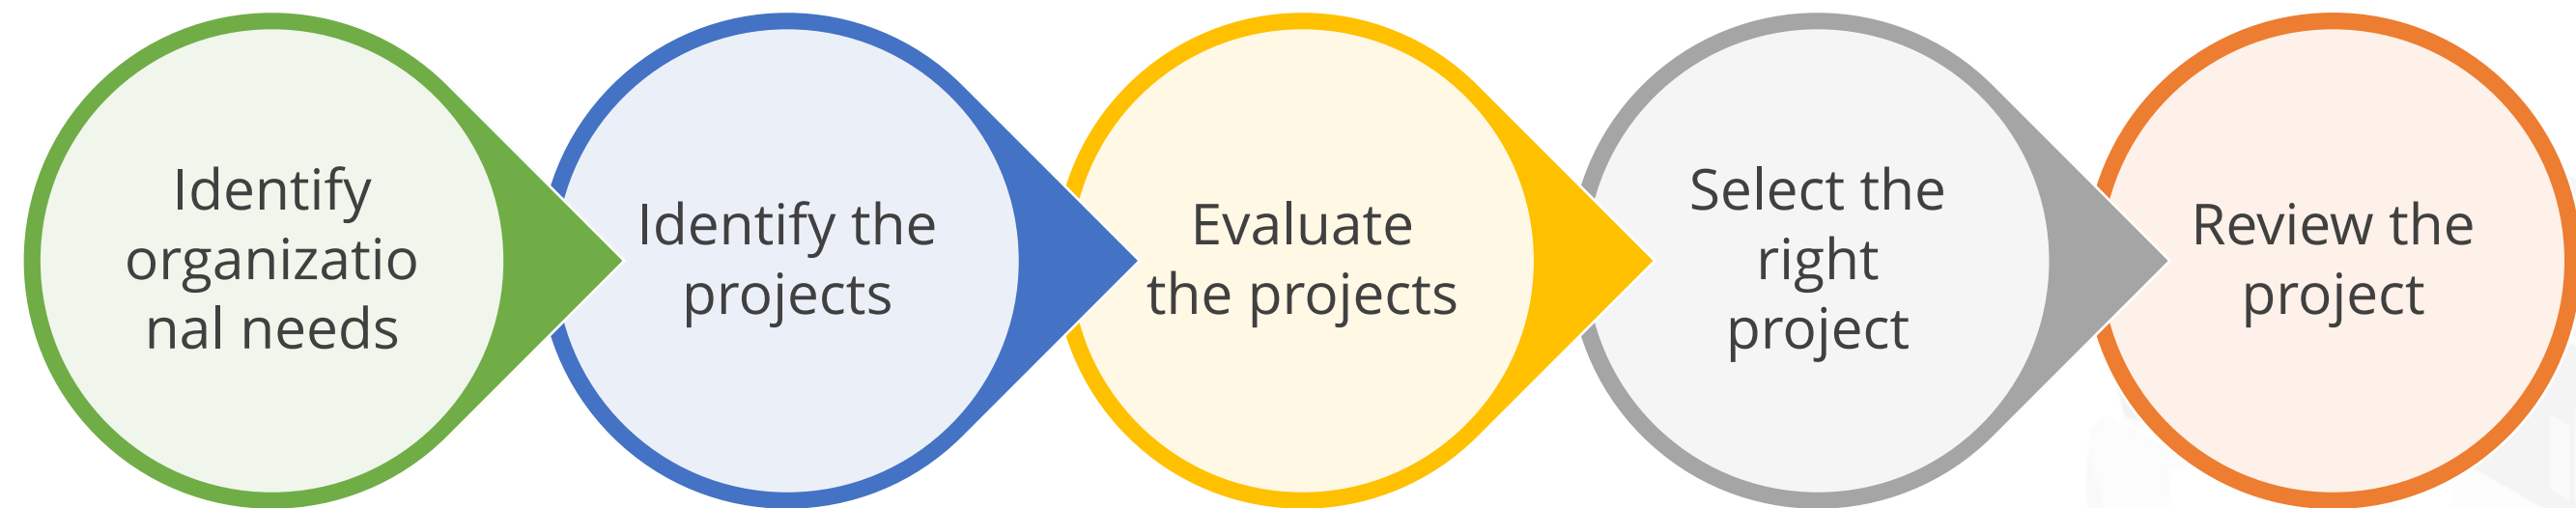 Identify
organizatio
nal needs
Identify the
projects
Evaluate
the projects
Select the
right
project
Review the
project